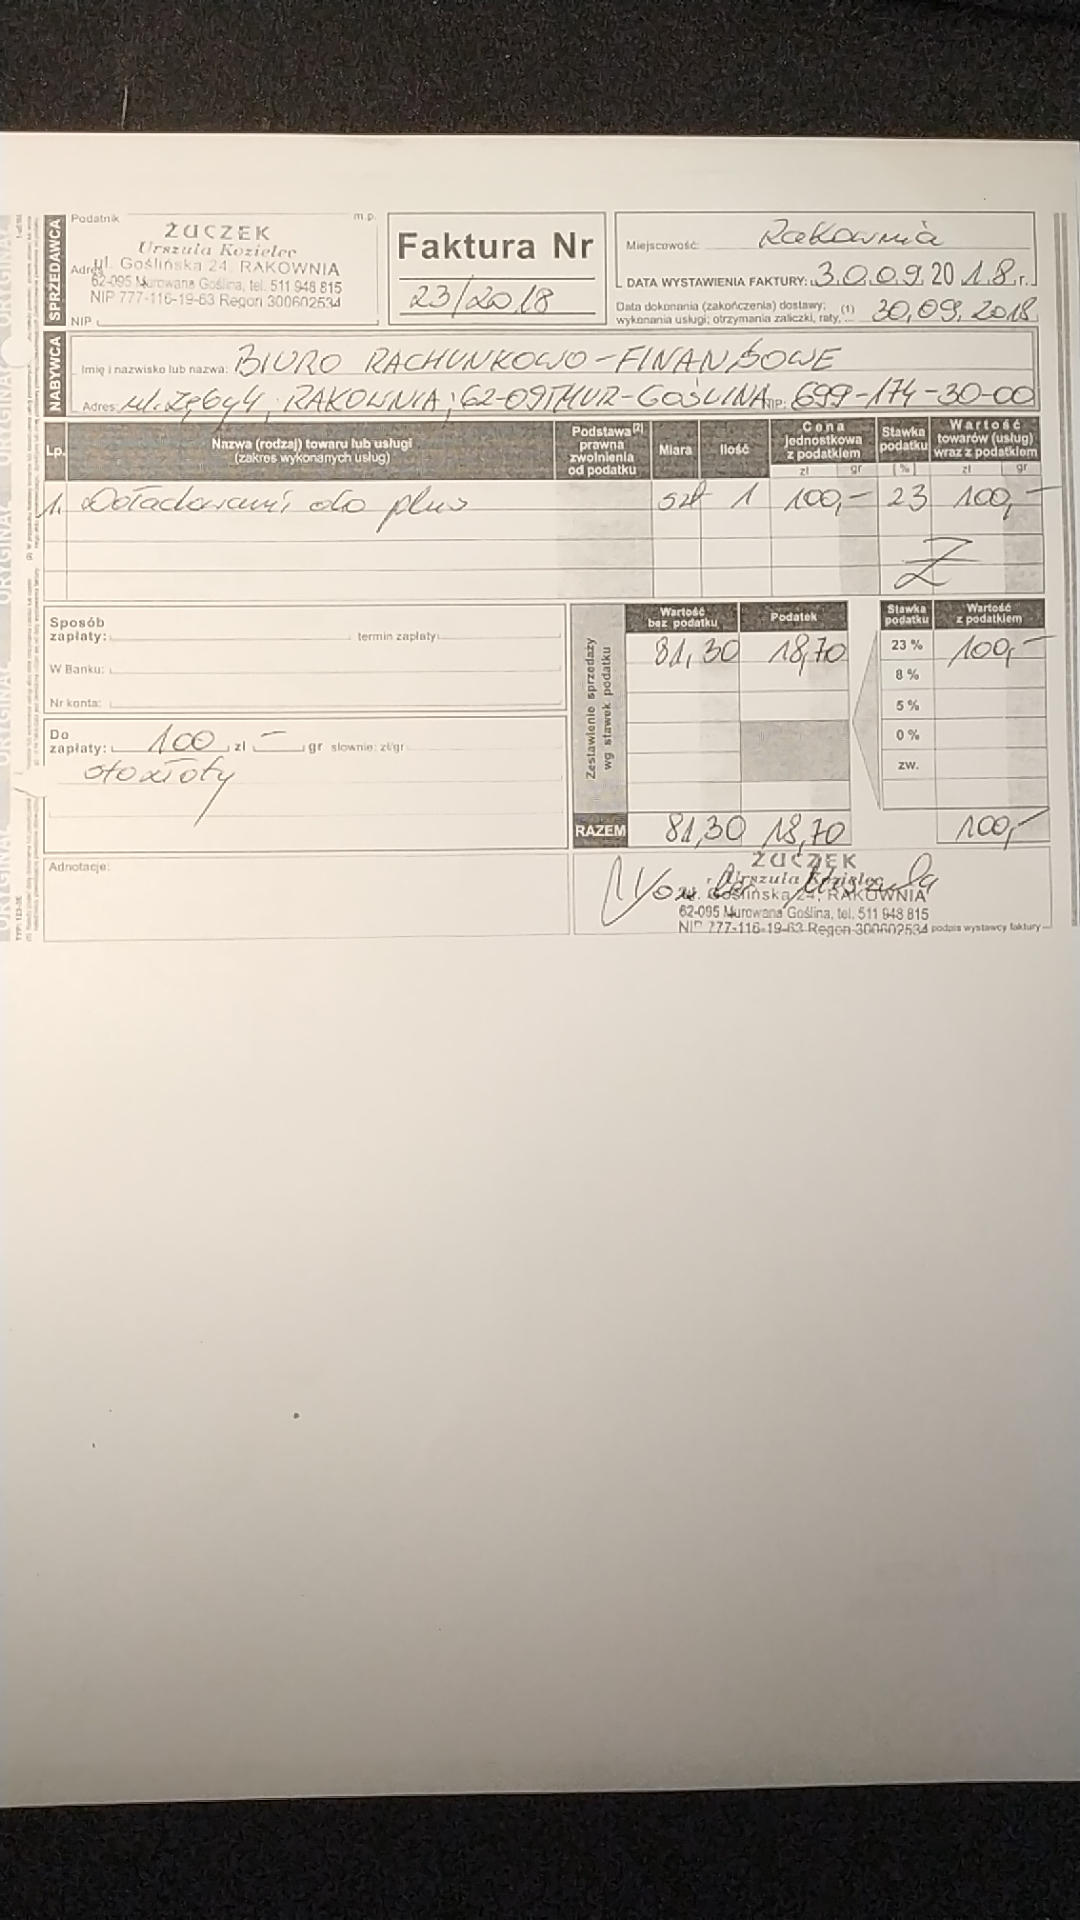 Podatnik
m.p.
ŻUCZEK
Urszula Kozielec
Adres
ul. Goślińska 24, RAKOWNIA
62-095 Murowana Goślina, tel. 511 948 815
NIP 777-116-19-63 Regon 300602534
NIP
SPRZEDAWCA
Faktura Nr
23/2018
Miejscowość: Rakownia
DATA WYSTAWIENIA FAKTURY: 30.09.2018 r.
Data dokonania (zakończenia) dostawy; (1)
wykonania usługi; otrzymania zaliczki, raty,... 30,09,2018
NABYWCA
Imię i nazwisko lub nazwa: BIURO RACHUNKOWO-FINANSOWE
Adres: ul. RAKOWNIA; 62-095 MUR-GOŚLINA NIP: 699-174-30-00
Lp.
Nazwa (rodzaj) towaru lub usługi
(zakres wykonanych usług)
Podstawa [2]
prawna
zwolnienia
od podatku
Miara
Ilość
Cena
jednostkowa
z podatkiem
zł gr
Stawka
podatku
[%]
Wartość
towarów (usług)
wraz z podatkiem
zł gr
1. Doładowani, do plus szt 1 100,- 23 100,-
Z
Sposób
zapłaty: termin zapłaty:
W Banku:
Nr konta:
Do
zapłaty: 100 zł - gr słownie: zł/gr
stozłoty
Zestawienie sprzedaży
wg stawek podatku
Wartość
bez podatku
Podatek
Stawka
podatku
Wartość
z podatkiem
81,30 18,70 23 % 100,-
8 %
5 %
0 %
zw.
RAZEM 81,30 18,70 100,-
Adnotacje:
ŻUCZEK
Urszula Kozielec
ul. Goślińska 24, RAKOWNIA
62-095 Murowana Goślina, tel. 511 948 815
NIP 777-116-19-63 Regon 300602534 podpis wystawcy faktury
ORYGINAŁ
TYP: 123-3E